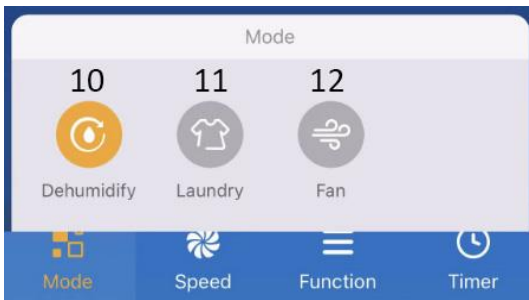 Mode
10 11 12
Dehumidify Laundry Fan
Mode Speed Function Timer